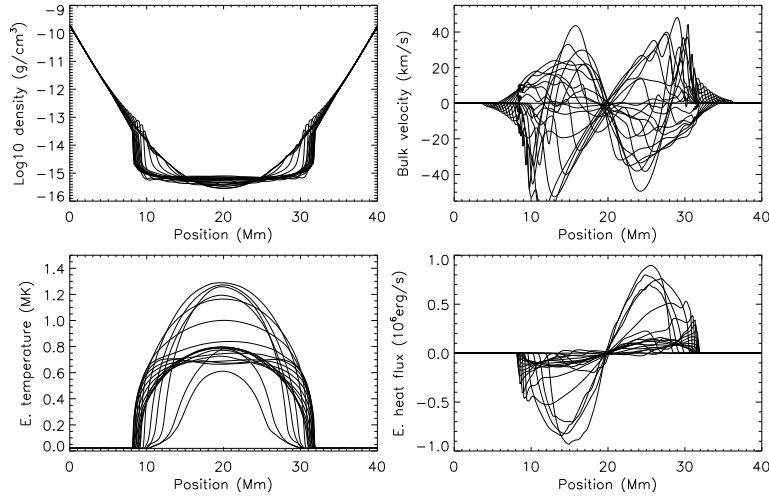 Log10 density (g/cm³)
-9
-10
-11
-12
-13
-14
-15
-16
0 10 20 30 40
Position (Mm)
Bulk velocity (km/s)
40
20
0
-20
-40
0 10 20 30 40
Position (Mm)
E. temperature (MK)
1.4
1.2
1.0
0.8
0.6
0.4
0.2
0.0
0 10 20 30 40
Position (Mm)
E. heat flux (10⁶erg/s)
1.0
0.5
0.0
-0.5
-1.0
0 10 20 30 40
Position (Mm)